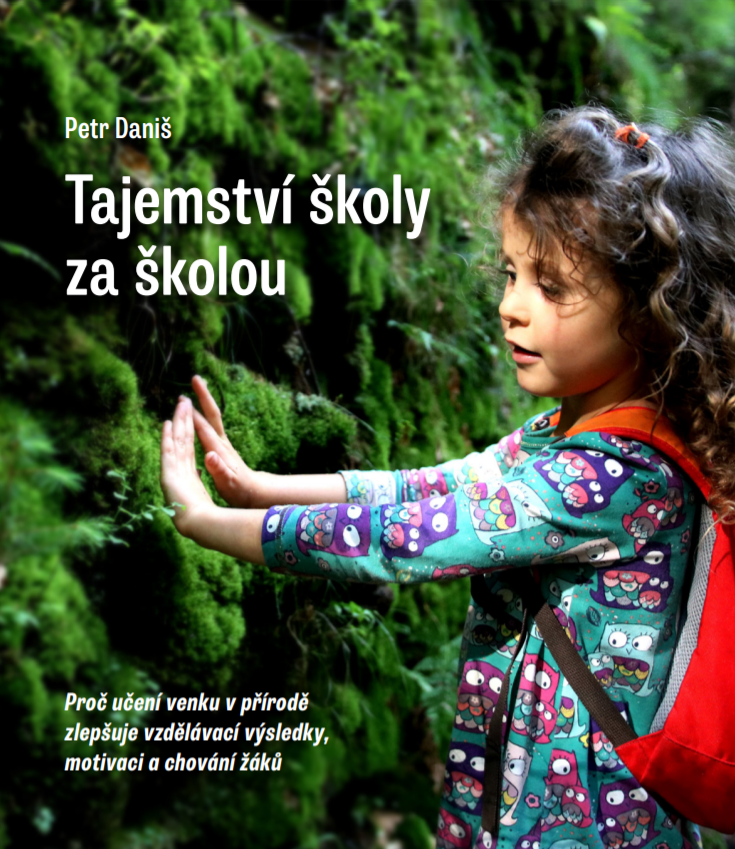 Petr Daniš
Tajemství školy
za školou
Proč učení venku v přírodě
zlepšuje vzdělávací výsledky,
motivaci a chování žáků